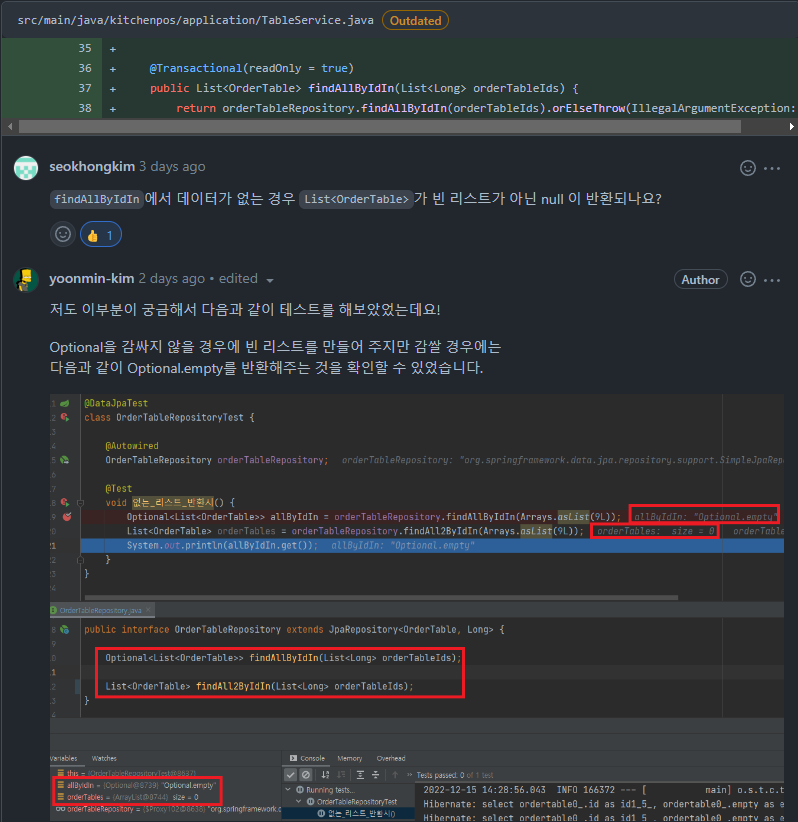 src/main/java/kitchenpos/application/TableService.java Outdated
35 +
36 + @Transactional(readOnly = true)
37 + public List<OrderTable> findAllByIdIn(List<Long> orderTableIds) {
38 + return orderTableRepository.findAllByIdIn(orderTableIds).orElseThrow(IllegalArgumentException:
seokhongkim 3 days ago
findAllByIdIn에서 데이터가 없는 경우 List<OrderTable>가 빈 리스트가 아닌 null 이 반환되나요?
👍 1
yoonmin-kim 2 days ago • edited Author
저도 이부분이 궁금해서 다음과 같이 테스트를 해보았었는데요!
Optional을 감싸지 않을 경우에 빈 리스트를 만들어 주지만 감쌀 경우에는
다음과 같이 Optional.empty를 반환해주는 것을 확인할 수 있었습니다.
@DataJpaTest
class OrderTableRepositoryTest {
@Autowired
OrderTableRepository orderTableRepository; orderTableRepository: "org.springframework.data.jpa.repository.support.SimpleJpaRepo
@Test
void 없는_리스트_반환시() {
Optional<List<OrderTable>> allByIdIn = orderTableRepository.findAllByIdIn(Arrays.asList(9L)); allByIdIn: "Optional.empty"
List<OrderTable> orderTables = orderTableRepository.findAll2ByIdIn(Arrays.asList(9L)); orderTables: size = 0 orderTable
21 System.out.println(allByIdIn.get()); allByIdIn: "Optional.empty"
}
}
OrderTableRepository.java
public interface OrderTableRepository extends JpaRepository<OrderTable, Long> {
Optional<List<OrderTable>> findAllByIdIn(List<Long> orderTableIds);
List<OrderTable> findAll2ByIdIn(List<Long> orderTableIds);
}
Variables Watches Console Memory Overhead
this = {OrderTableRepositoryTest@8637}
allByIdIn = {Optional@8739} "Optional.empty"
orderTables = {ArrayList@8744} size = 0
Tests passed: 0 of 1 test
Running tests...
OrderTableRepositoryTest
없는_리스트_반환시()
2022-12-15 14:28:56.043 INFO 166372 --- [ main] o.s.t.c.t
Hibernate: select ordertable0_.id as id1_5_, ordertable0_.empty as e
Hibernate: select ordertable0_.id as id1_5_, ordertable0_.empty as e